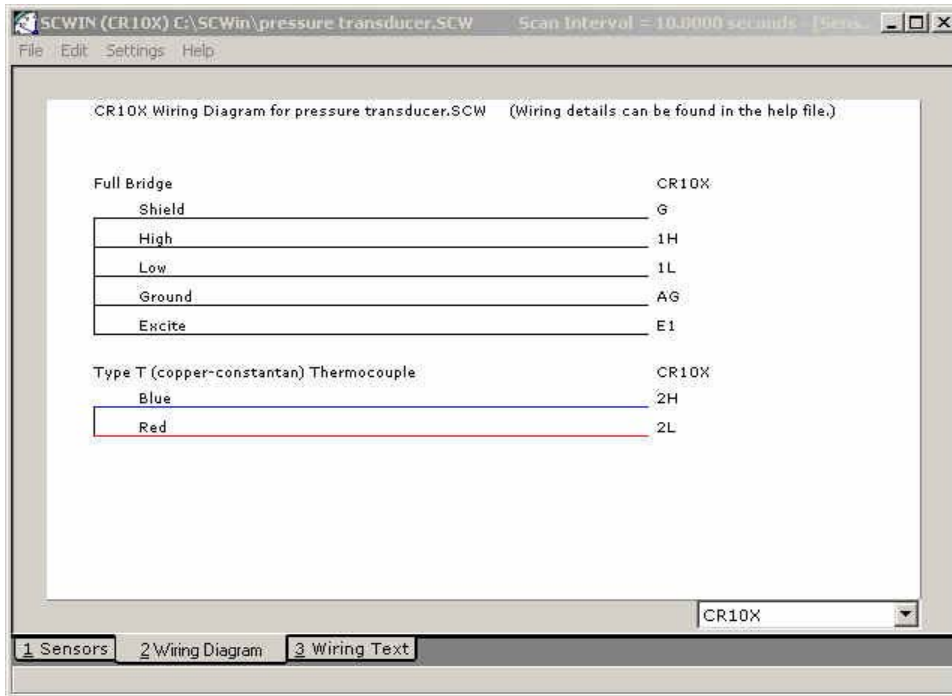 SCWIN (CR10X) C:\SCWin\pressure transducer.SCW Scan Interval = 10.0000 seconds - [Sens..
File Edit Settings Help
CR10X Wiring Diagram for pressure transducer.SCW (Wiring details can be found in the help file.)
Full Bridge CR10X
Shield G
High 1H
Low 1L
Ground AG
Excite E1
Type T (copper-constantan) Thermocouple CR10X
Blue 2H
Red 2L
CR10X
1 Sensors 2 Wiring Diagram 3 Wiring Text